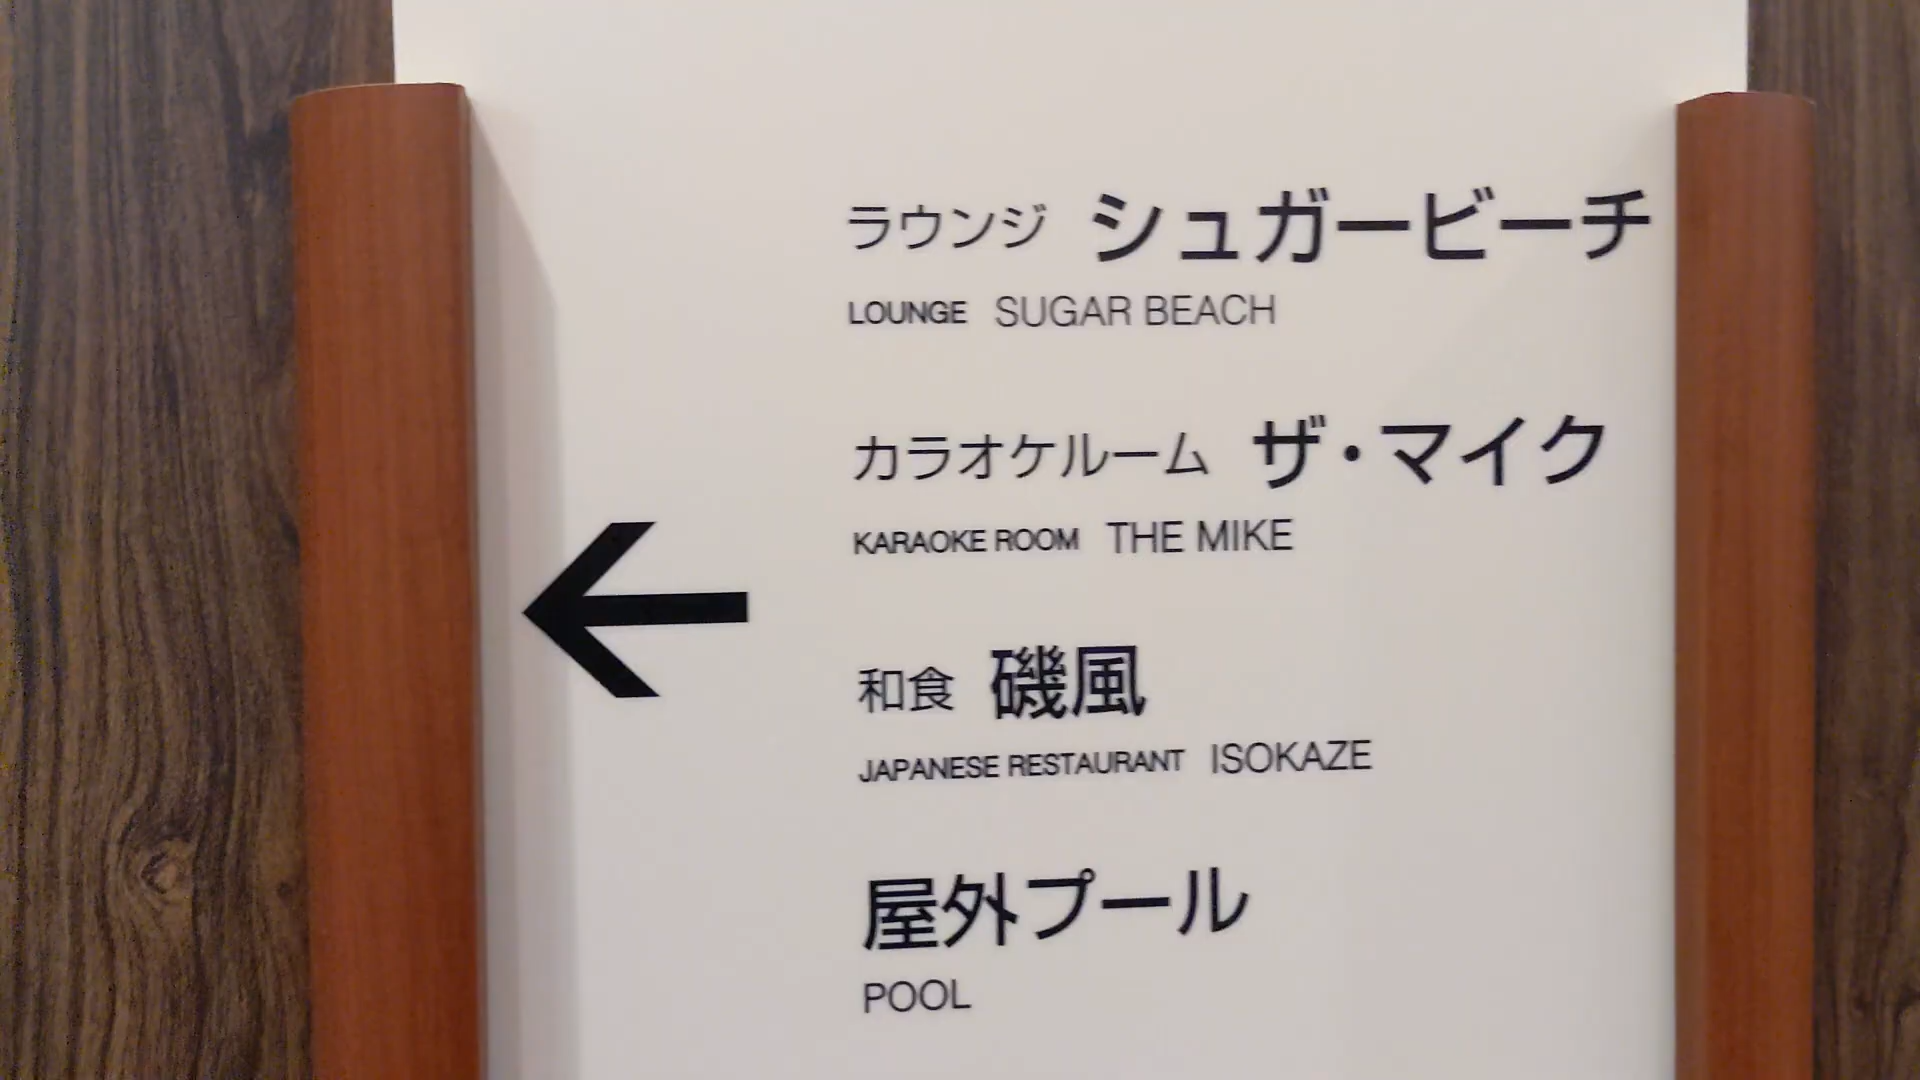 ラウンジ シュガービーチ
LOUNGE SUGAR BEACH
カラオケルーム ザ・マイク
KARAOKE ROOM THE MIKE
和食 磯風
JAPANESE RESTAURANT ISOKAZE
屋外プール
POOL